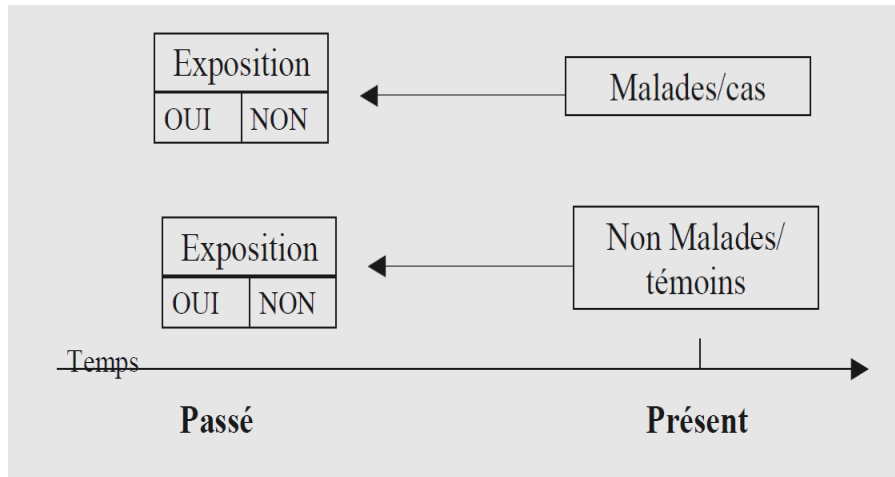 Exposition
OUI NON
Malades/cas
Exposition
OUI NON
Non Malades/
témoins
Temps
Passé Présent